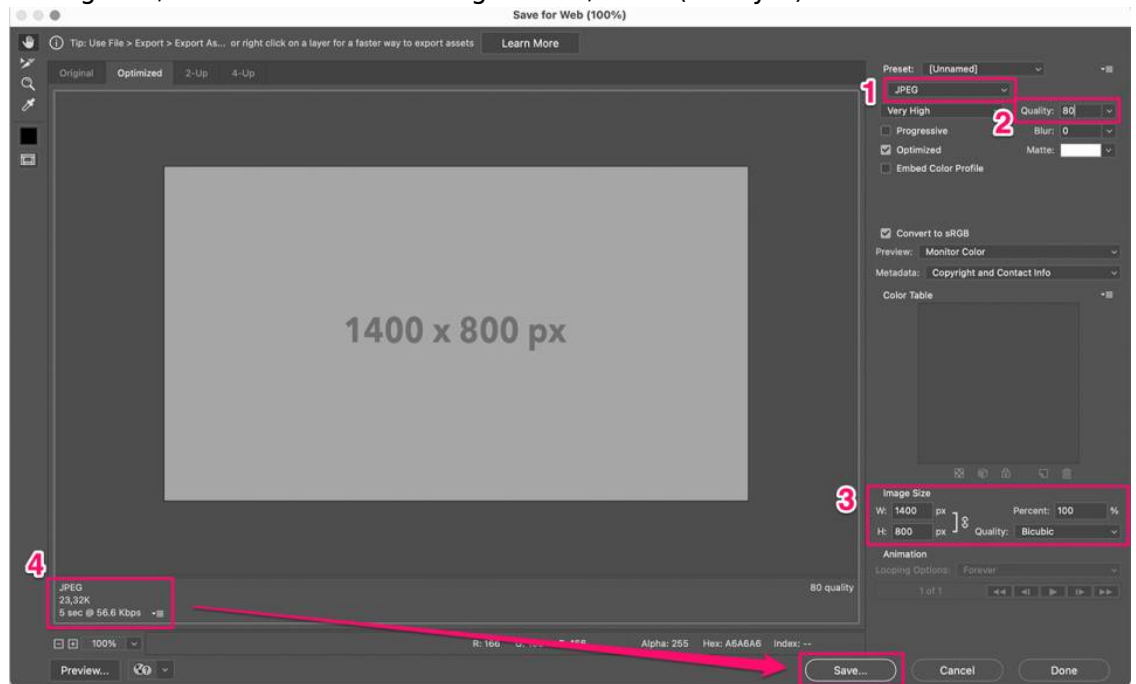 Save for Web (100%)
Tip: Use File > Export > Export As... or right click on a layer for a faster way to export assets Learn More
Original Optimized 2-Up 4-Up
Preset: [Unnamed]
1 JPEG
Very High 2 Quality: 80
Progressive Blur: 0
Optimized Matte:
Embed Color Profile
Convert to sRGB
Preview: Monitor Color
Metadata: Copyright and Contact Info
Color Table
1400 x 800 px
3 Image Size
W: 1400 px Percent: 100 %
H: 800 px Quality: Bicubic
Animation
Looping Options: Forever
1 of 1
4
JPEG 80 quality
23,32K
5 sec @ 56.6 Kbps
100% R: 166 Alpha: 255 Hex: A6A6A6 Index: --
Preview... Save... Cancel Done